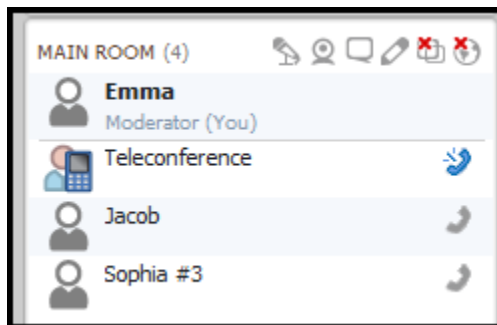 MAIN ROOM (4)
Emma
Moderator (You)
Teleconference
Jacob
Sophia #3